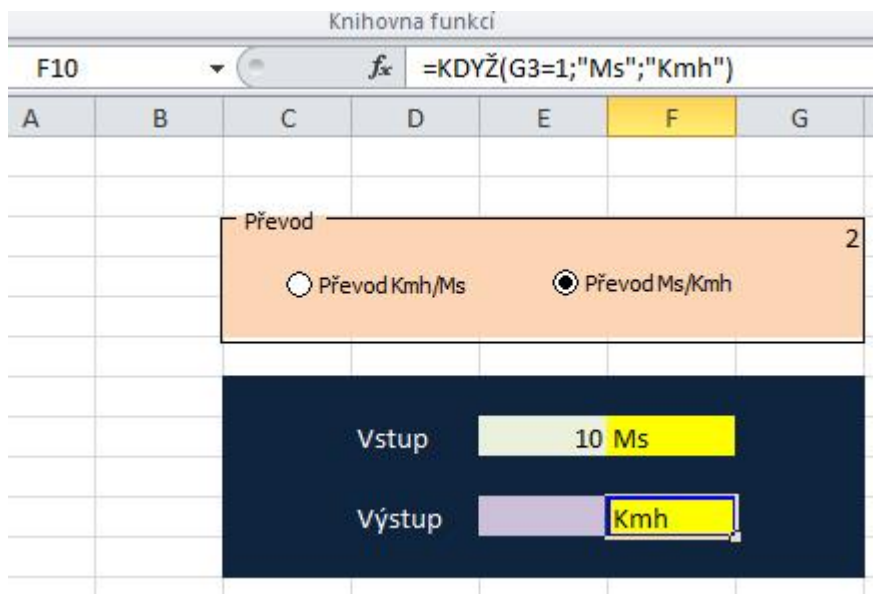 Knihovna funkcí
F10 fx =KDYŽ(G3=1;"Ms";"Kmh")
A B C D E F G
Převod
2
Převod Kmh/Ms Převod Ms/Kmh
Vstup 10 Ms
Výstup Kmh